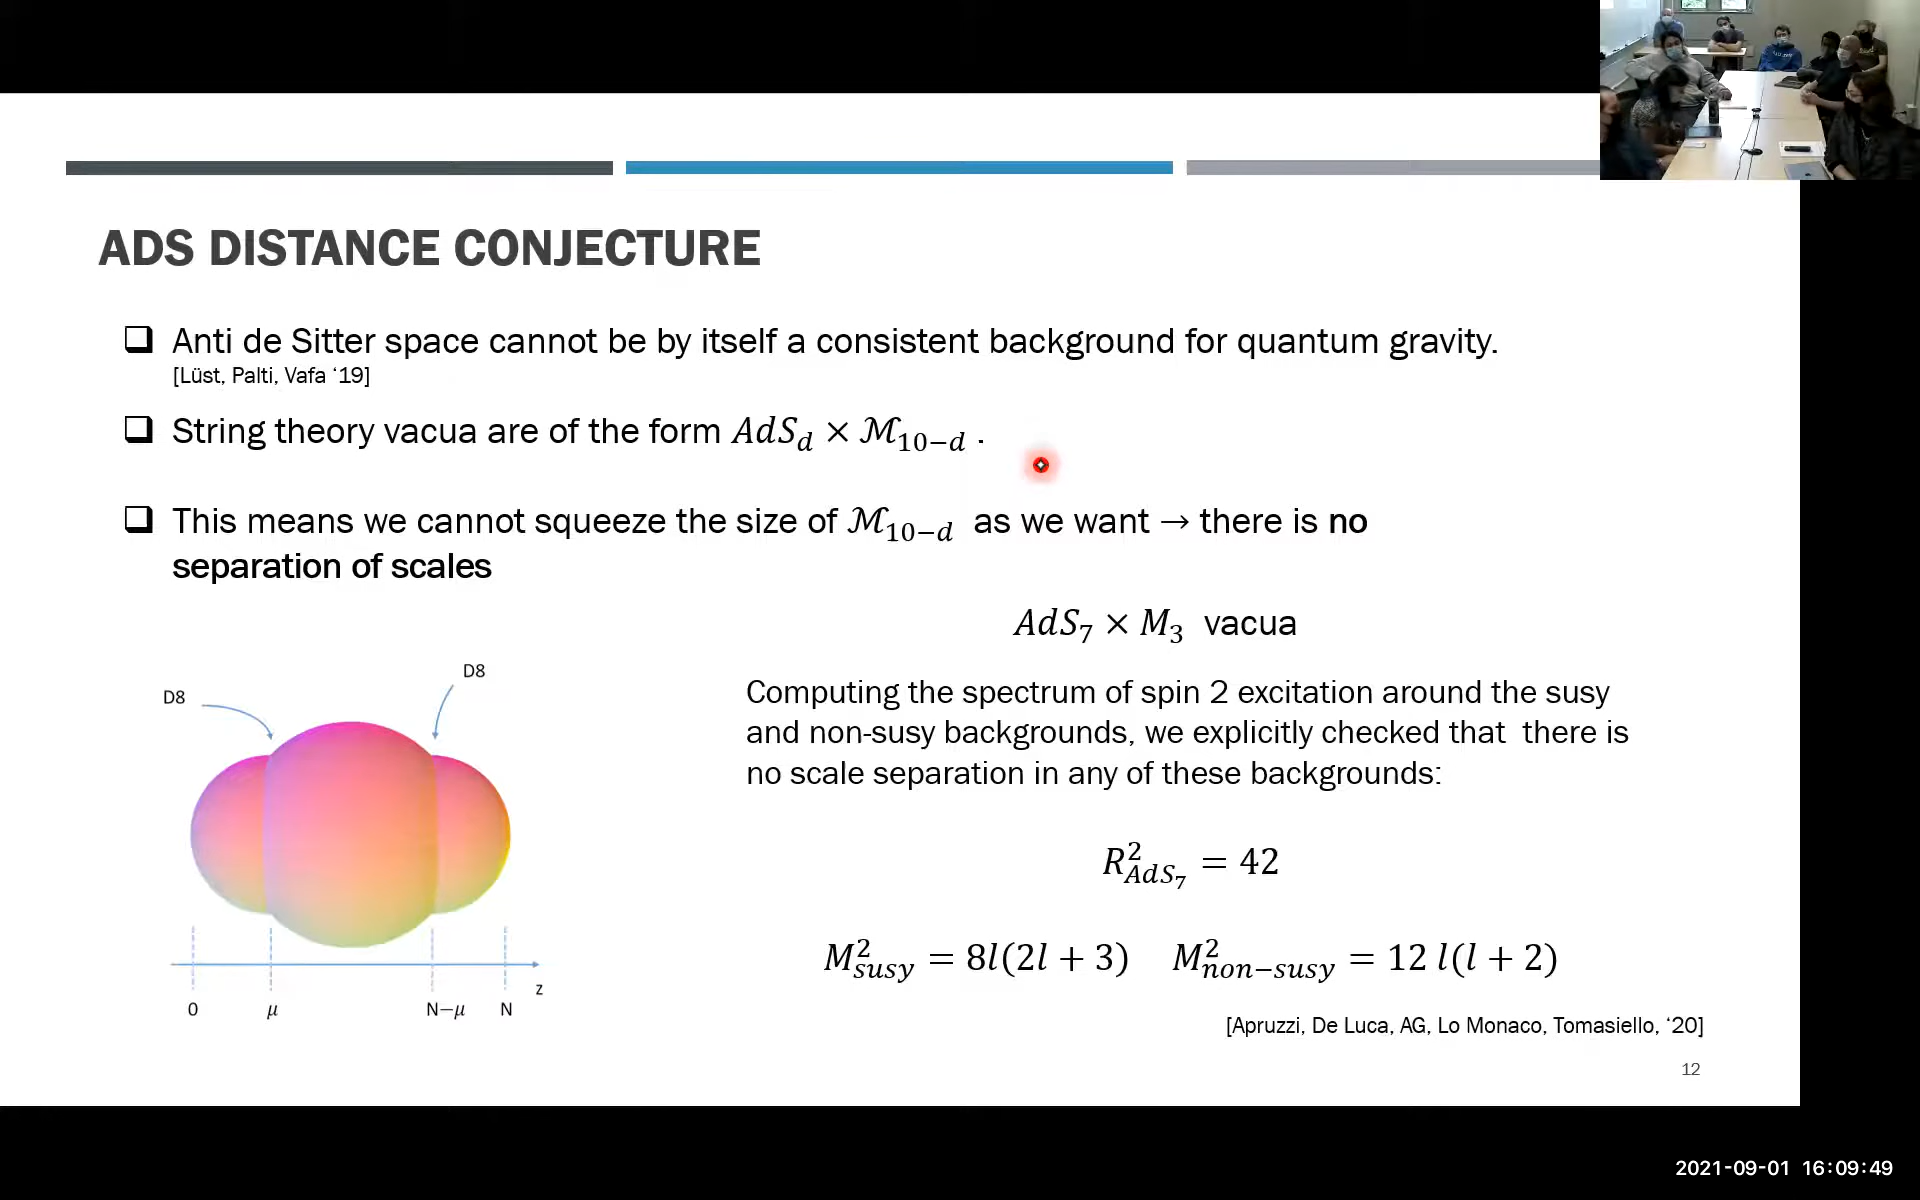 ADS DISTANCE CONJECTURE
❑ Anti de Sitter space cannot be by itself a consistent background for quantum gravity.
[Lüst, Palti, Vafa ‘19]
❑ String theory vacua are of the form $AdS_d \times \mathcal{M}_{10-d}$ .
❑ This means we cannot squeeze the size of $\mathcal{M}_{10-d}$ as we want → there is no
separation of scales
$AdS_7 \times M_3$ vacua
Computing the spectrum of spin 2 excitation around the susy
and non-susy backgrounds, we explicitly checked that there is
no scale separation in any of these backgrounds:
$R^2_{AdS_7} = 42$
$M^2_{susy} = 8l(2l + 3)$ $M^2_{non-susy} = 12\, l(l + 2)$
[Apruzzi, De Luca, AG, Lo Monaco, Tomasiello, ‘20]
D8
D8
z
0 μ N−μ N
12
2021-09-01 16:09:49